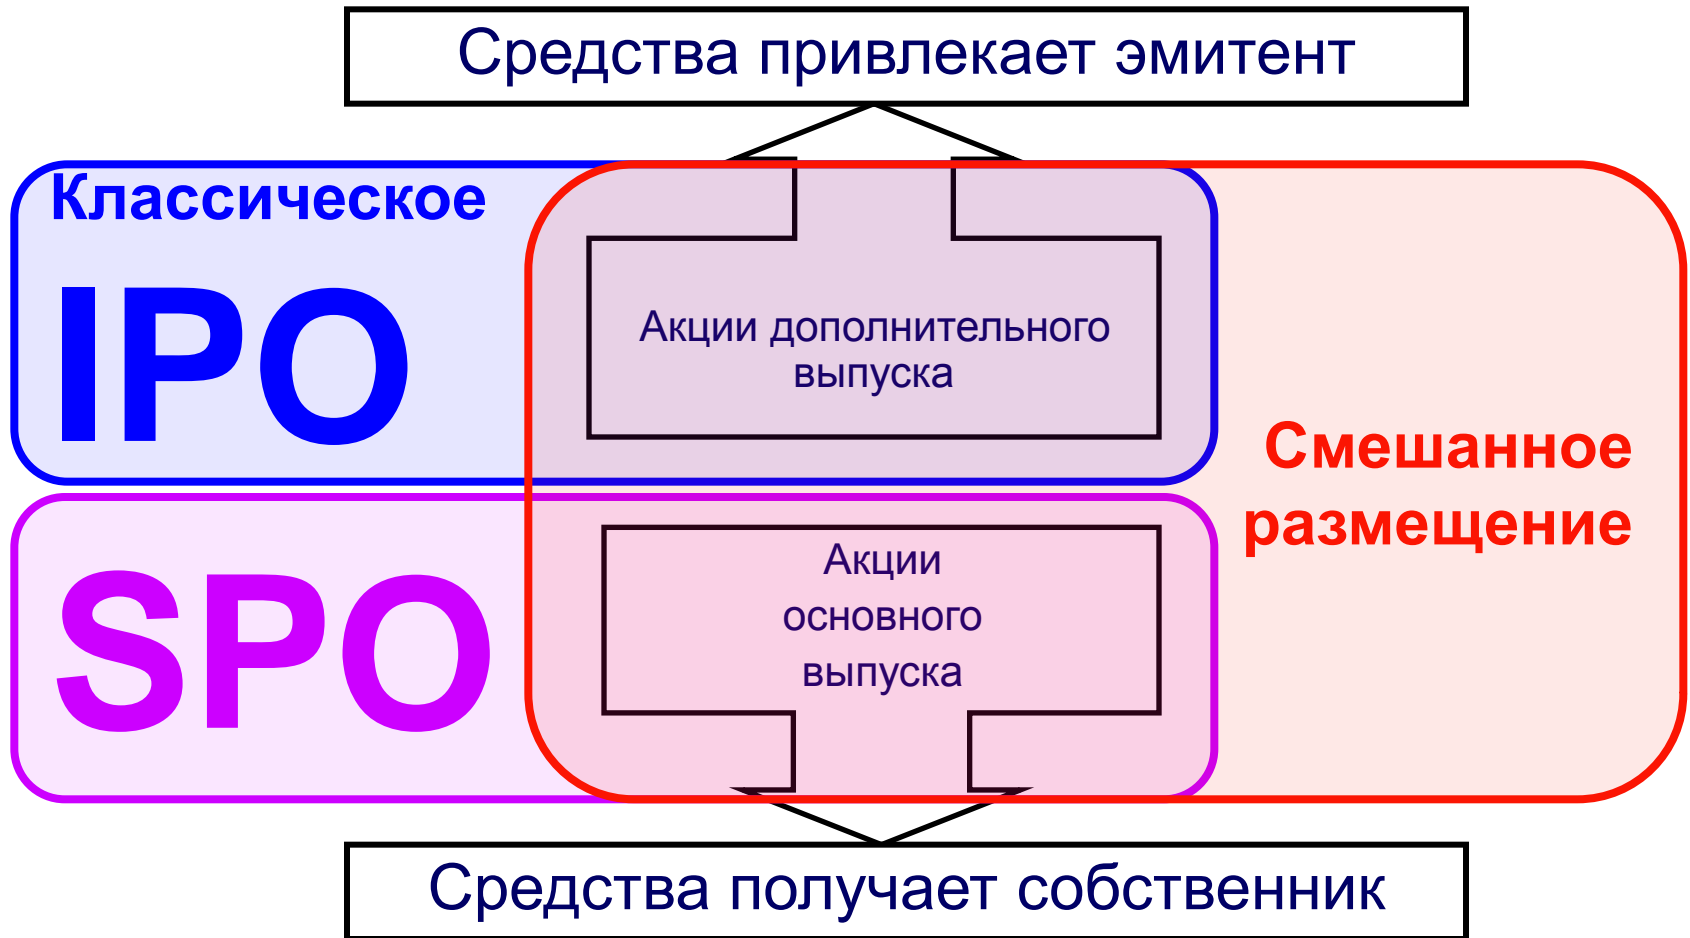 Средства привлекает эмитент
Классическое
IPO
Акции дополнительного
выпуска
Смешанное
размещение
SPO
Акции
основного
выпуска
Средства получает собственник